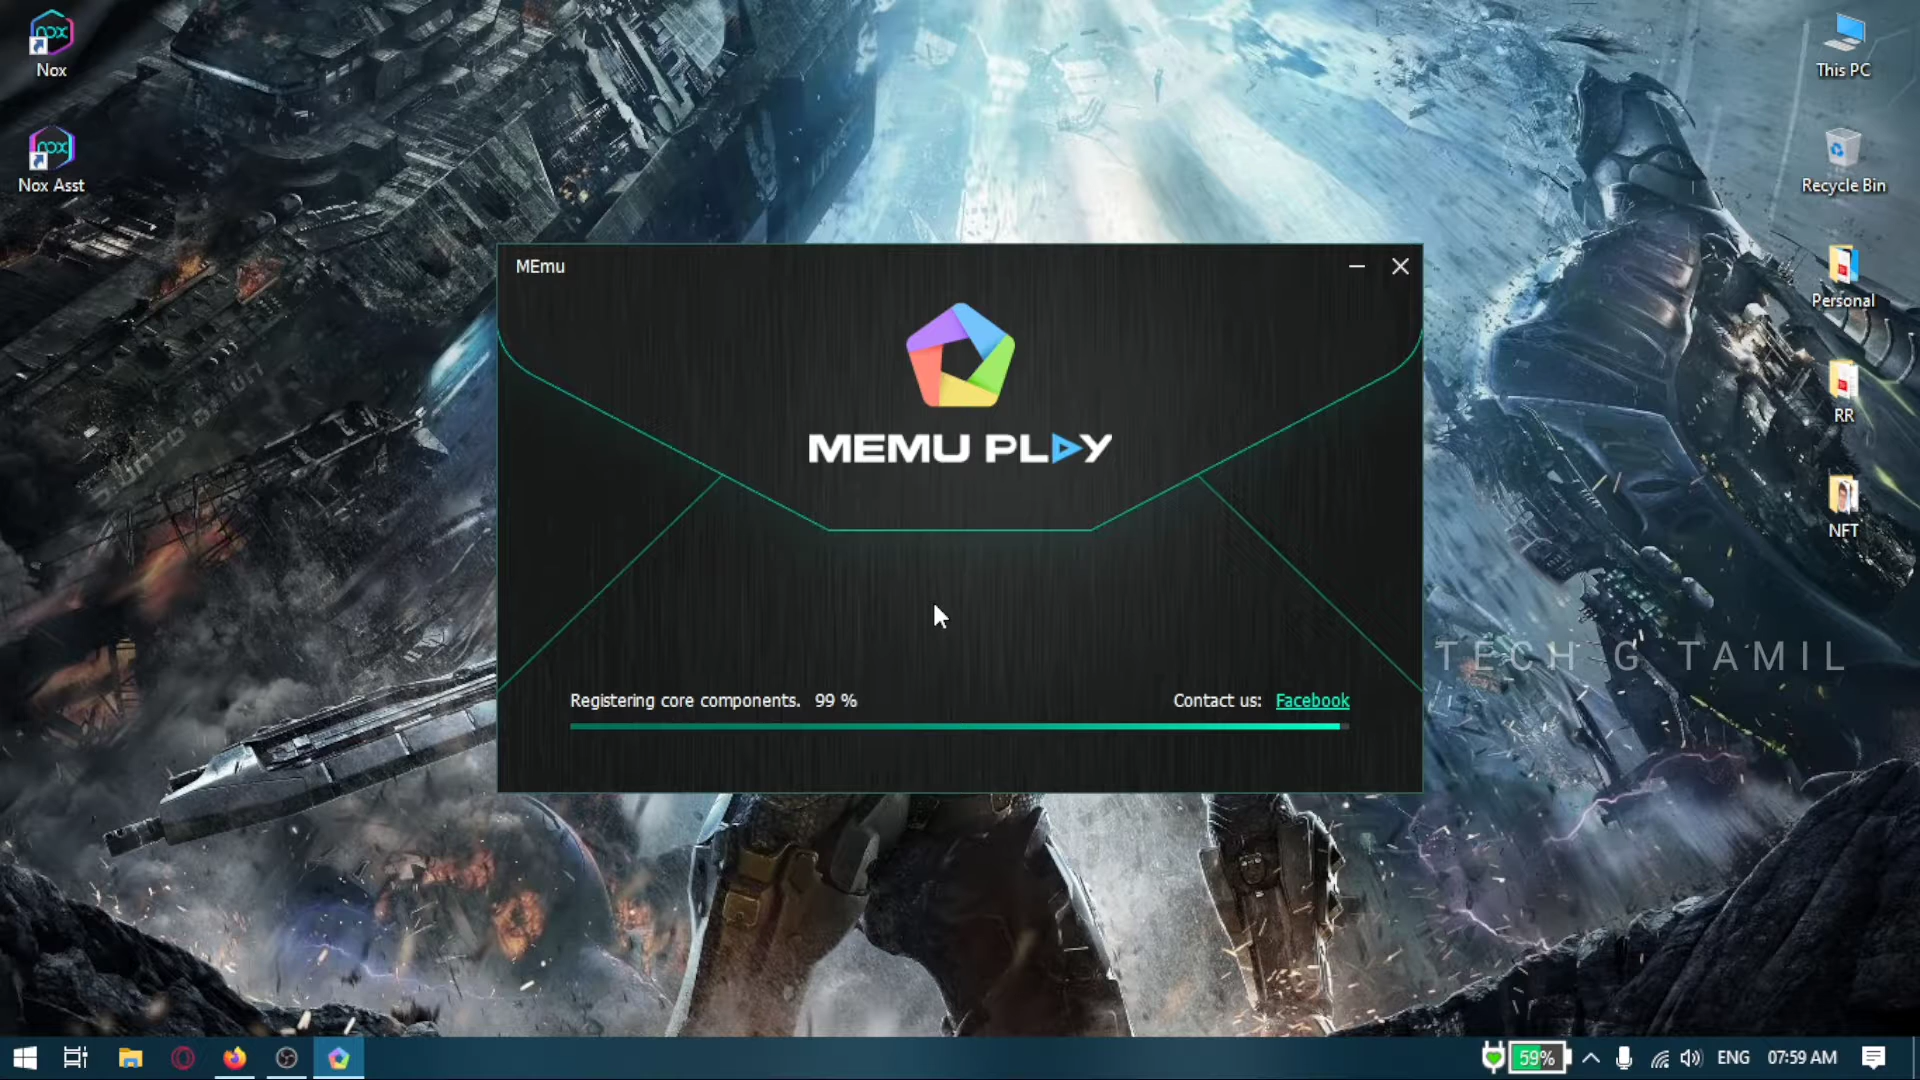 Nox
Nox Asst
This PC
Recycle Bin
Personal
RR
NFT
MEmu
MEMU PLAY
Registering core components. 99 %
Contact us: Facebook
TECH G TAMIL
59%
ENG
07:59 AM